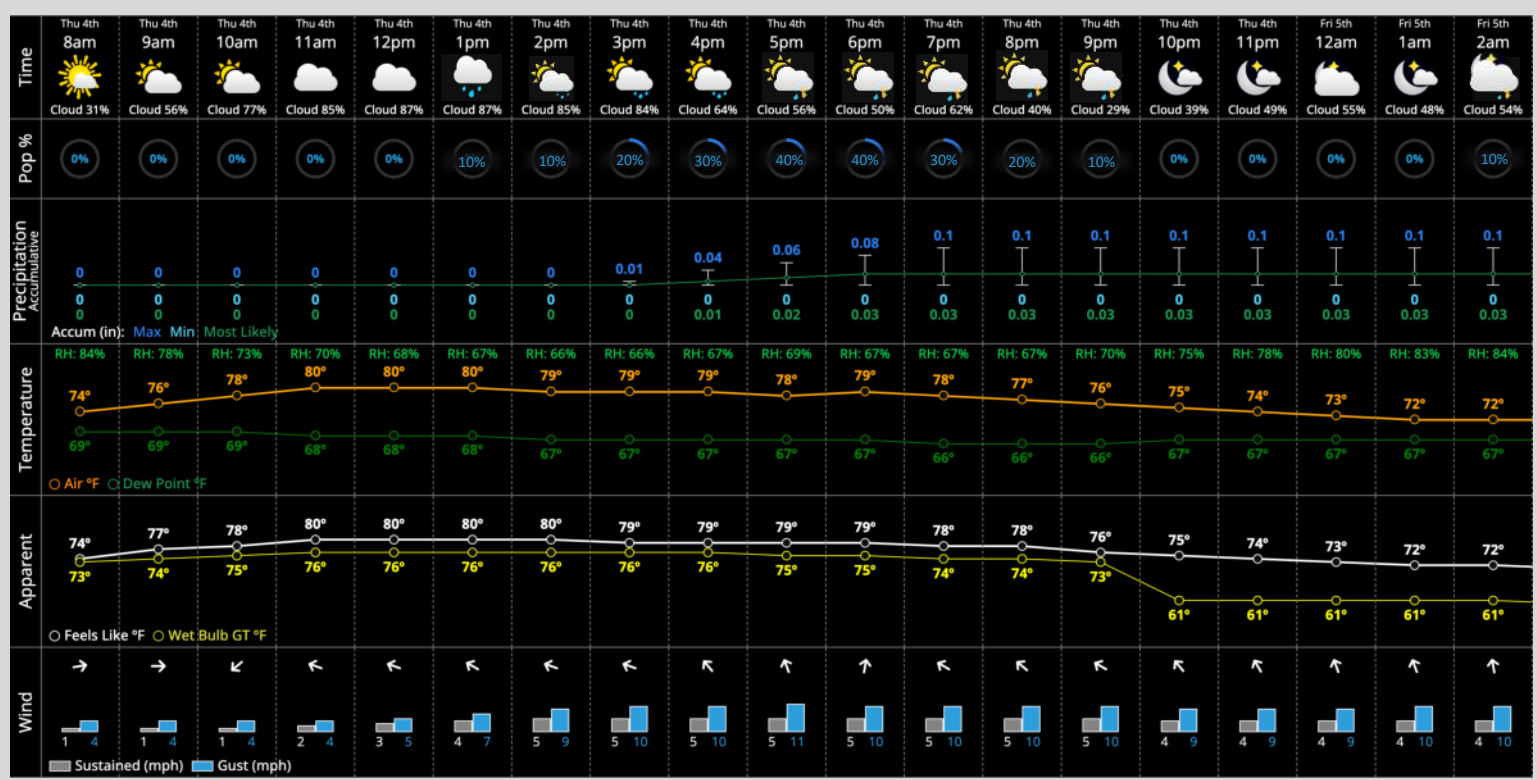 Time
Thu 4th Thu 4th Thu 4th Thu 4th Thu 4th Thu 4th Thu 4th Thu 4th Thu 4th Thu 4th Thu 4th Thu 4th Thu 4th Thu 4th Thu 4th Thu 4th Fri 5th Fri 5th Fri 5th
8am 9am 10am 11am 12pm 1pm 2pm 3pm 4pm 5pm 6pm 7pm 8pm 9pm 10pm 11pm 12am 1am 2am
Cloud 31% Cloud 56% Cloud 77% Cloud 85% Cloud 87% Cloud 87% Cloud 85% Cloud 84% Cloud 64% Cloud 56% Cloud 50% Cloud 62% Cloud 40% Cloud 29% Cloud 39% Cloud 49% Cloud 55% Cloud 48% Cloud 54%
Pop %
0% 0% 0% 0% 0% 10% 10% 20% 30% 40% 40% 30% 20% 10% 0% 0% 0% 0% 10%
Precipitation
Accumulative
0 0 0 0 0 0 0 0.01 0.04 0.06 0.08 0.1 0.1 0.1 0.1 0.1 0.1 0.1 0.1
0 0 0 0 0 0 0 0 0 0 0 0 0 0 0 0 0 0 0
0 0 0 0 0 0 0 0 0.01 0.02 0.03 0.03 0.03 0.03 0.03 0.03 0.03 0.03 0.03
Accum (in): Max Min Most Likely
Temperature
RH: 84% RH: 78% RH: 73% RH: 70% RH: 68% RH: 67% RH: 66% RH: 66% RH: 67% RH: 69% RH: 67% RH: 67% RH: 67% RH: 70% RH: 75% RH: 78% RH: 80% RH: 83% RH: 84%
74° 76° 78° 80° 80° 80° 79° 79° 79° 78° 79° 78° 77° 76° 75° 74° 73° 72° 72°
69° 69° 69° 68° 68° 68° 67° 67° 67° 67° 67° 66° 66° 66° 67° 67° 67° 67° 67°
Air ºF Dew Point ºF
Apparent
74° 77° 78° 80° 80° 80° 80° 79° 79° 79° 79° 78° 78° 76° 75° 74° 73° 72° 72°
73° 74° 75° 76° 76° 76° 76° 76° 76° 75° 75° 74° 74° 73° 61° 61° 61° 61° 61°
Feels Like ºF Wet Bulb GT ºF
Wind
1 4 1 4 1 4 2 4 3 5 4 7 5 9 5 10 5 10 5 11 5 10 5 10 5 10 5 10 4 9 4 9 4 9 4 10 4 10
Sustained (mph) Gust (mph)